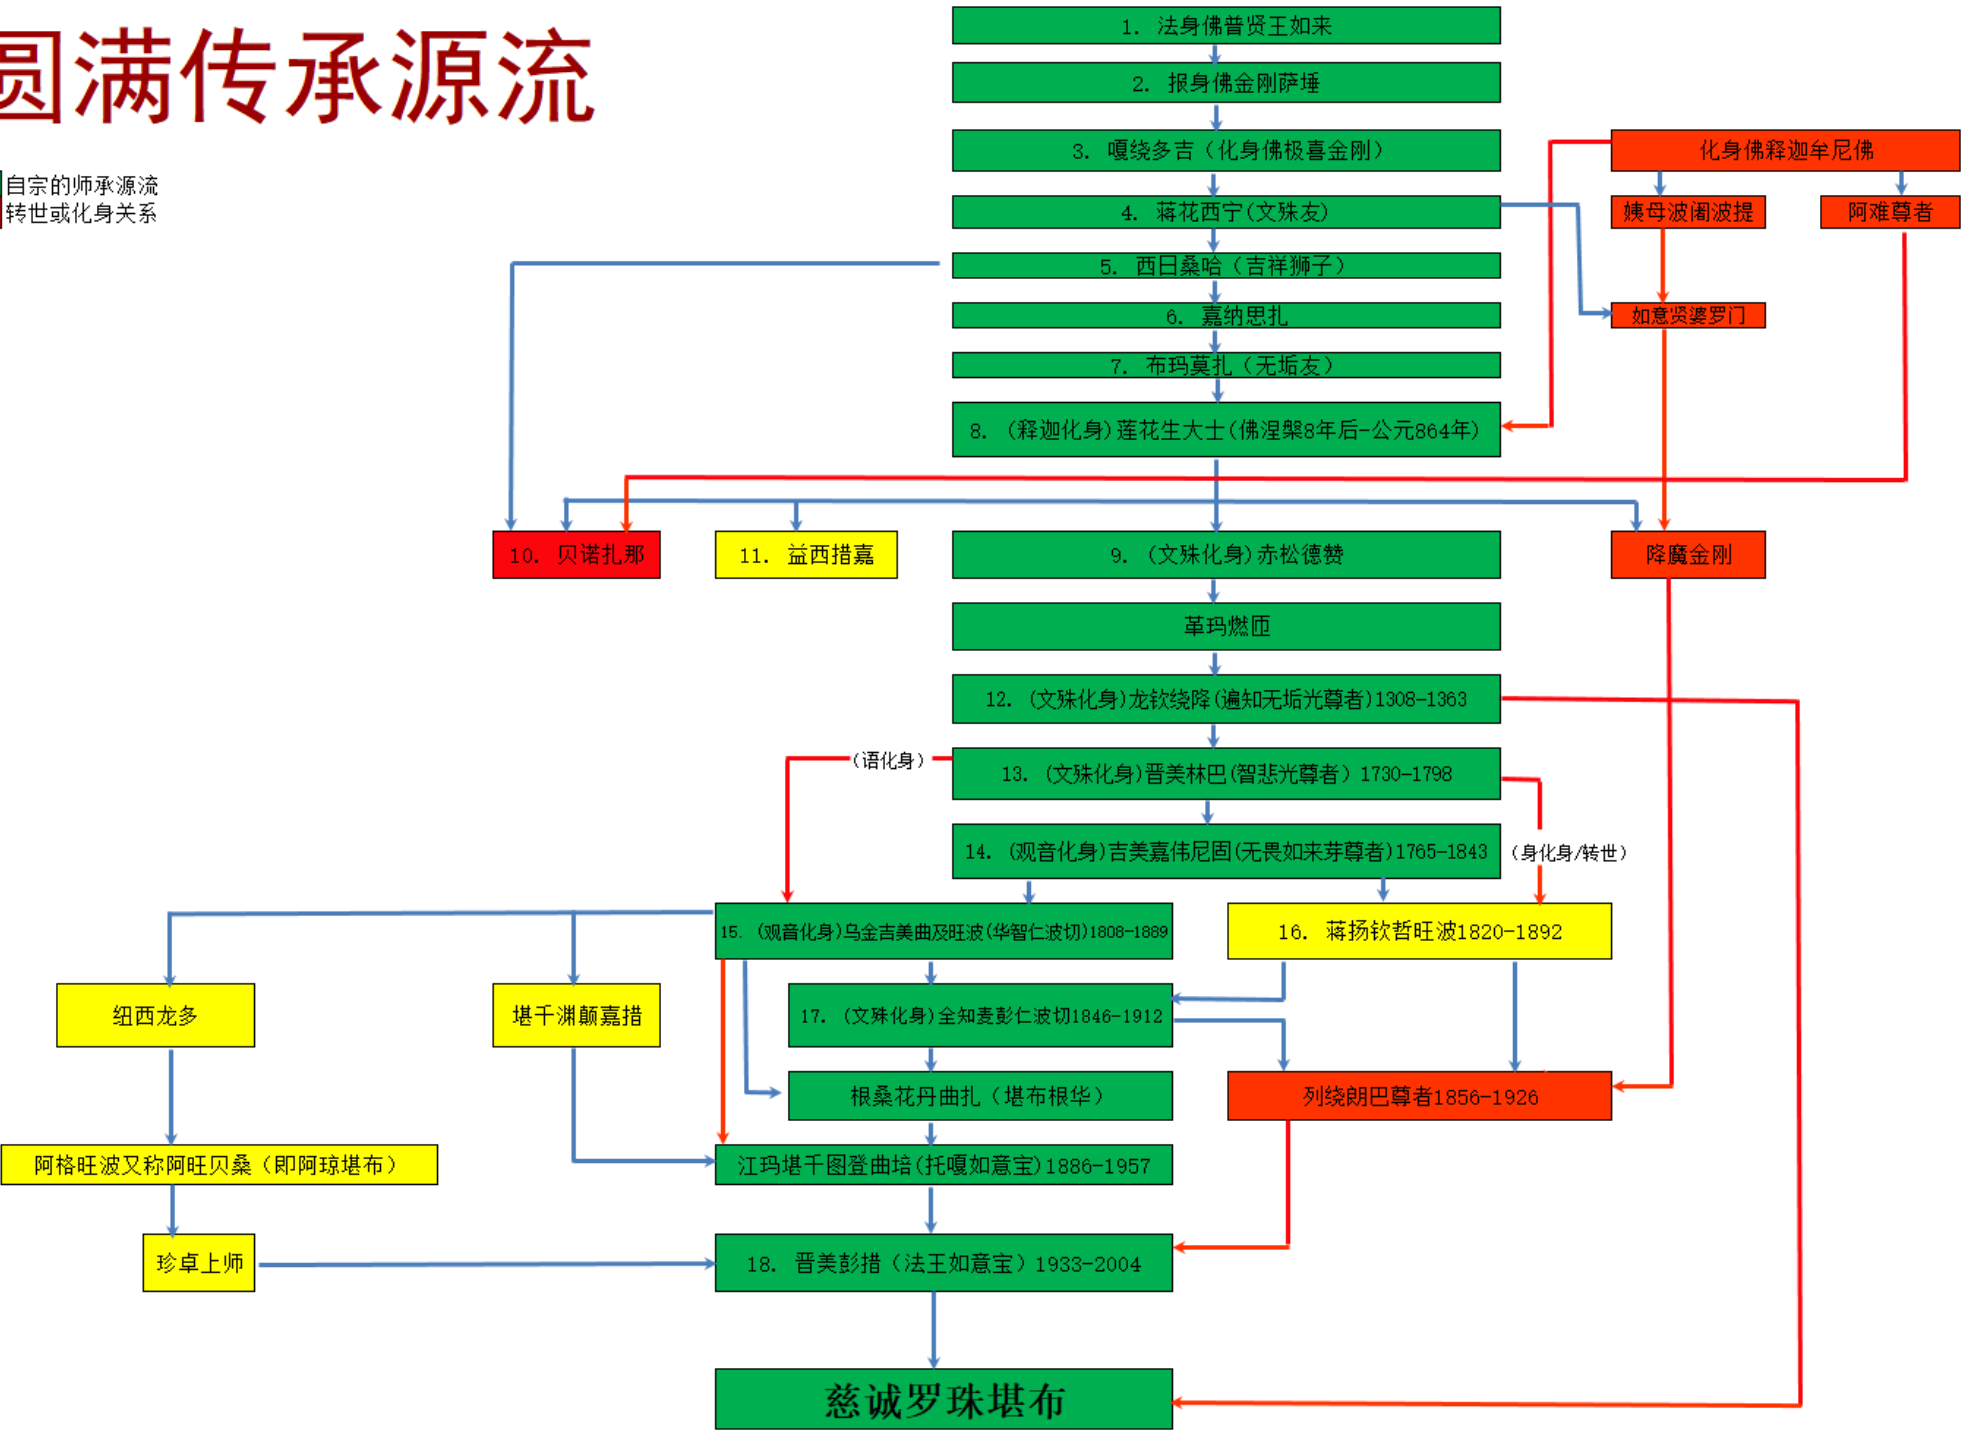 圆满传承源流
自宗的师承源流
转世或化身关系
1. 法身佛普贤王如来
2. 报身佛金刚萨埵
3. 嘎绕多吉（化身佛极喜金刚）
化身佛释迦牟尼佛
4. 蒋花西宁(文殊友)
姨母波阇波提
阿难尊者
5. 西日桑哈（吉祥狮子）
6. 嘉纳思扎
如意贤婆罗门
7. 布玛莫扎（无垢友）
8. (释迦化身)莲花生大士(佛涅槃8年后-公元864年)
10. 贝诺扎那
11. 益西措嘉
9. (文殊化身)赤松德赞
降魔金刚
革玛燃匝
12. (文殊化身)龙钦绕降(遍知无垢光尊者)1308-1363
（语化身）
13. (文殊化身)晋美林巴(智悲光尊者）1730-1798
14. (观音化身)吉美嘉伟尼固(无畏如来芽尊者)1765-1843
（身化身/转世）
15. (观音化身)乌金吉美曲及旺波(华智仁波切)1808-1889
16. 蒋扬钦哲旺波1820-1892
纽西龙多
堪千渊颠嘉措
17. (文殊化身)全知麦彭仁波切1846-1912
根桑花丹曲扎（堪布根华）
列绕朗巴尊者1856-1926
阿格旺波又称阿旺贝桑（即阿琼堪布）
江玛堪千图登曲培(托嘎如意宝)1886-1957
珍卓上师
18. 晋美彭措（法王如意宝）1933-2004
慈诚罗珠堪布